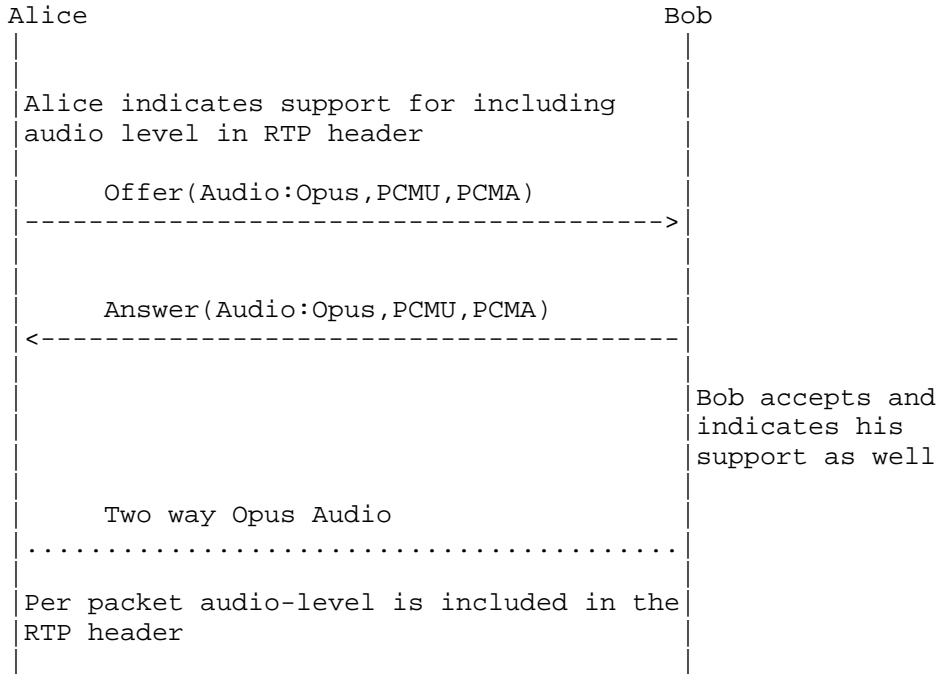 Alice Bob
Alice indicates support for including
audio level in RTP header
Offer(Audio:Opus,PCMU,PCMA)
Answer(Audio:Opus,PCMU,PCMA)
Bob accepts and
indicates his
support as well
Two way Opus Audio
Per packet audio-level is included in the
RTP header